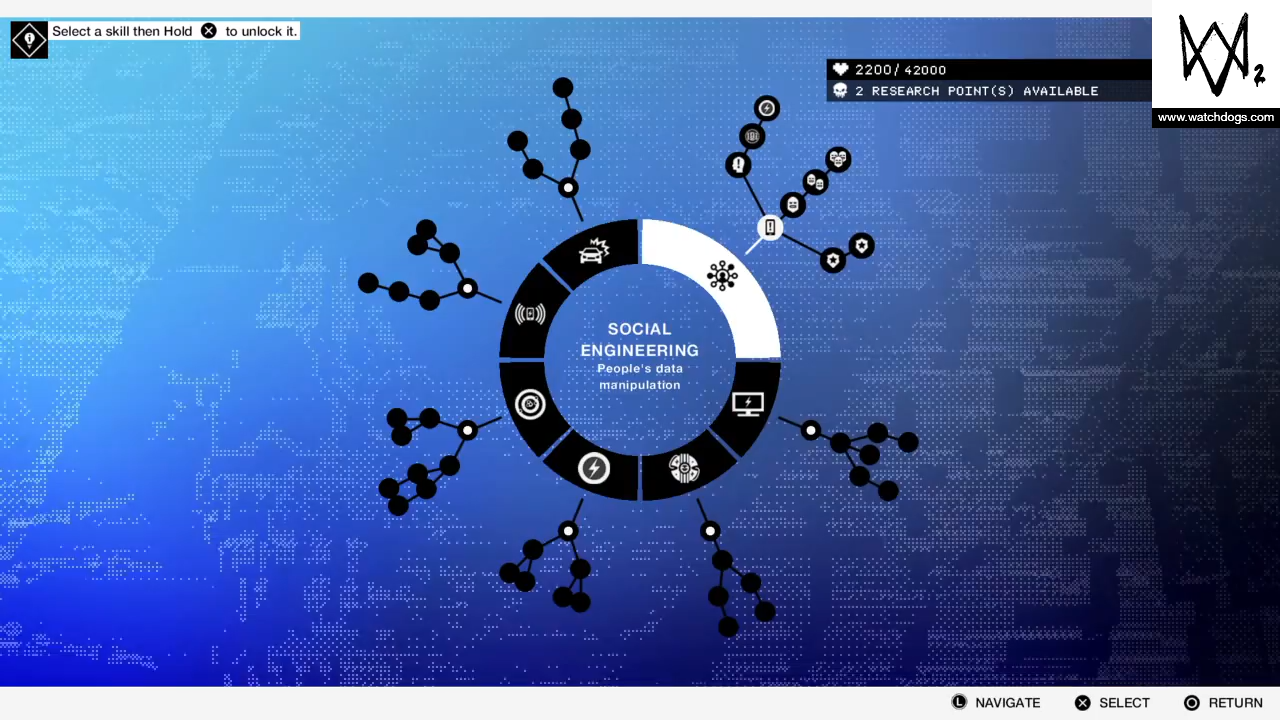 Select a skill then Hold ⊗ to unlock it.
2200/ 42000
2 RESEARCH POINT(S) AVAILABLE
2
www.watchdogs.com
SOCIAL
ENGINEERING
People's data
manipulation
L NAVIGATE
SELECT
RETURN